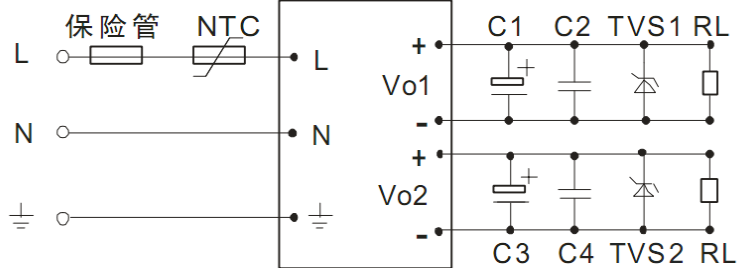 保险管 NTC C1 C2 TVS1 RL
L L + +
Vo1
N N -
+
Vo2
-
C3 C4 TVS2 RL